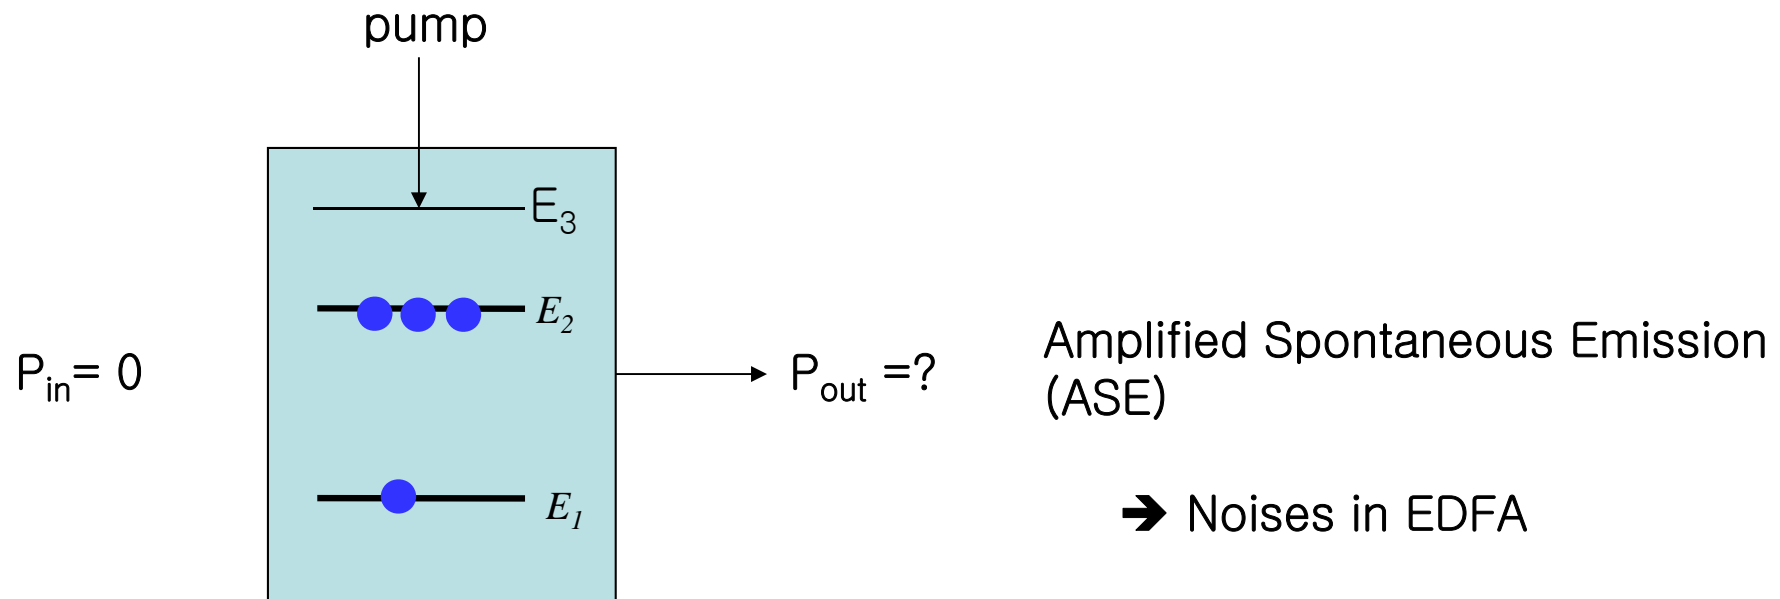 pump
E3
E2
Pin= 0
Pout =?
Amplified Spontaneous Emission
(ASE)
E1
➔ Noises in EDFA